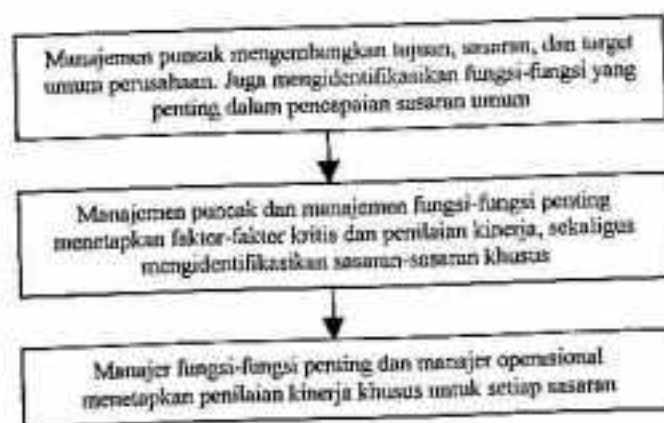 Manajemen puncak mengembungkan tujuan, sasaran, dan target
umum perusahaan. Juga mengidentifikasikan fungsi-fungsi yang
penting dalam pencapaian sasaran umum
Manajemen puncak dan manajemen fungsi-fungsi penting
menetapkan faktor-faktor kritis dan penilaian kinerja, sekaligus
mengidentifikasikan sasaran-sasaran khusus
Manajer fungsi-fungsi penting dan manajer operasional
menetapkan penilaian kinerja khusus untuk setiap sasaran